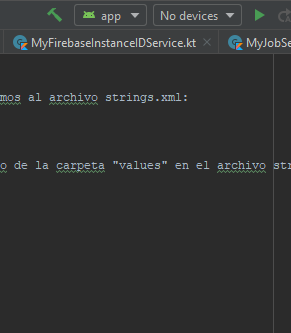 app No devices
MyFirebaseInstanceIDService.kt MyJobSe
mos al archivo strings.xml:
o de la carpeta "values" en el archivo str